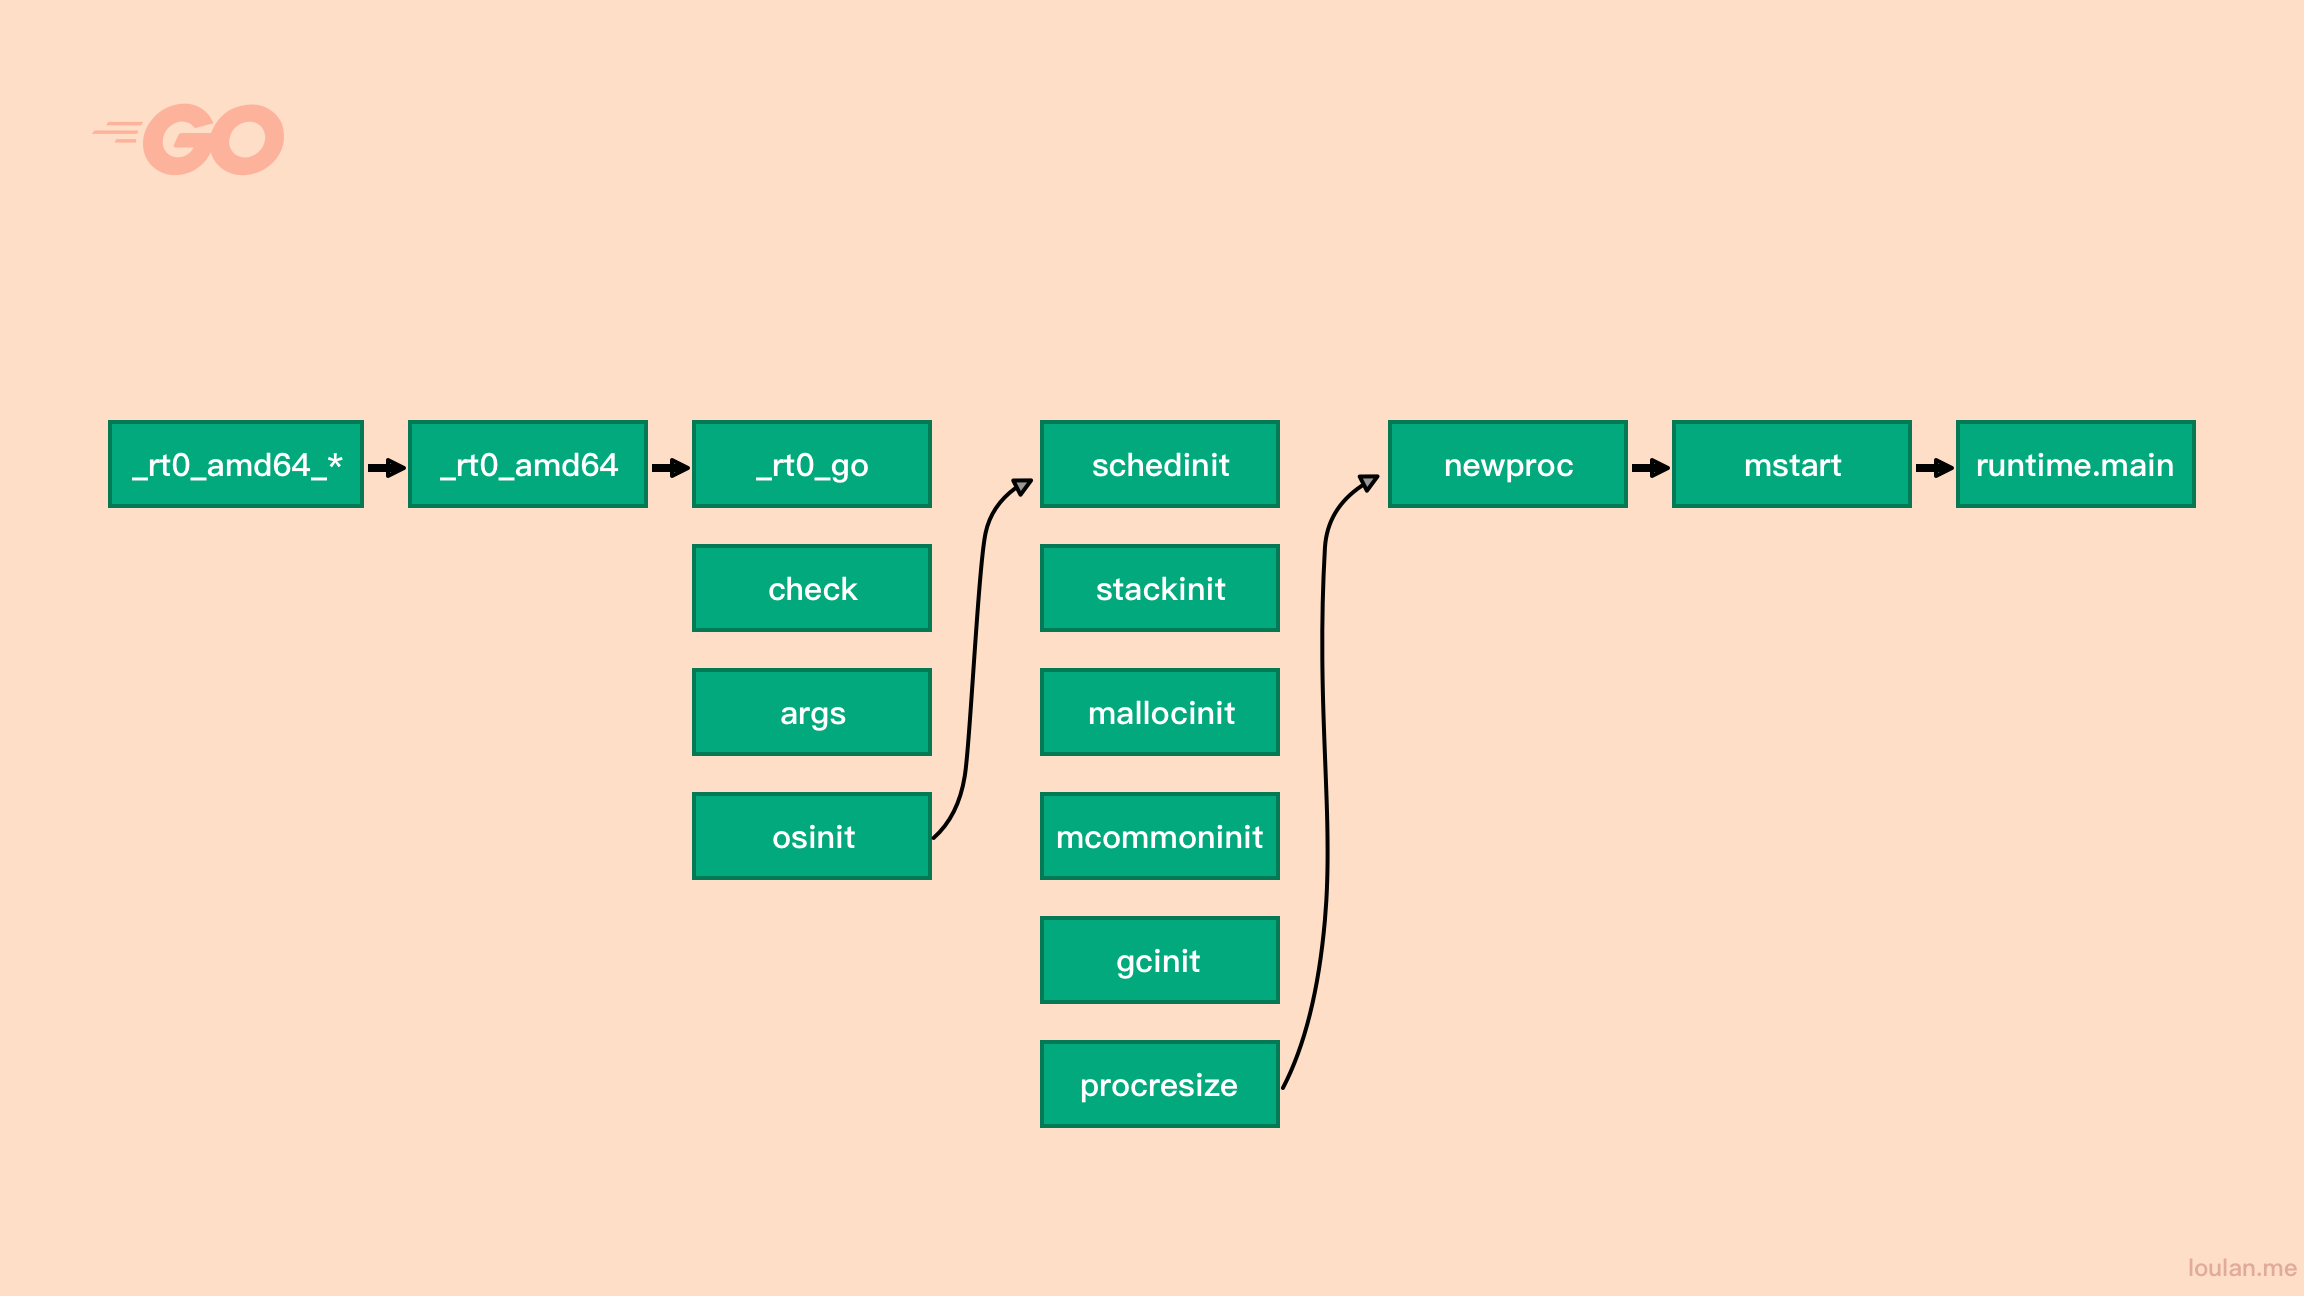 GO
_rt0_amd64_*
_rt0_amd64
_rt0_go
check
args
osinit
schedinit
stackinit
mallocinit
mcommoninit
gcinit
procresize
newproc
mstart
runtime.main
loulan.me